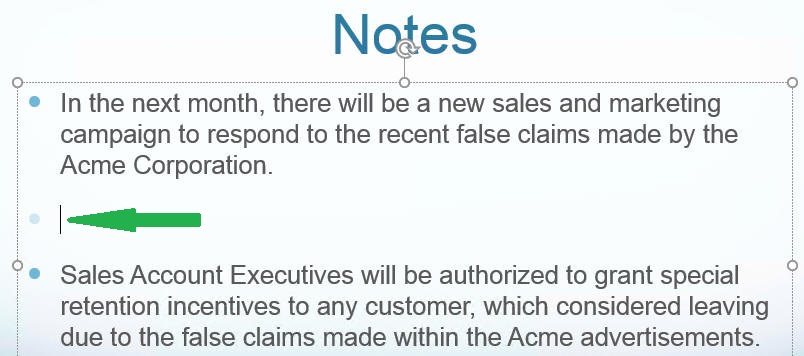 Notes
In the next month, there will be a new sales and marketing
campaign to respond to the recent false claims made by the
Acme Corporation.
Sales Account Executives will be authorized to grant special
retention incentives to any customer, which considered leaving
due to the false claims made within the Acme advertisements.